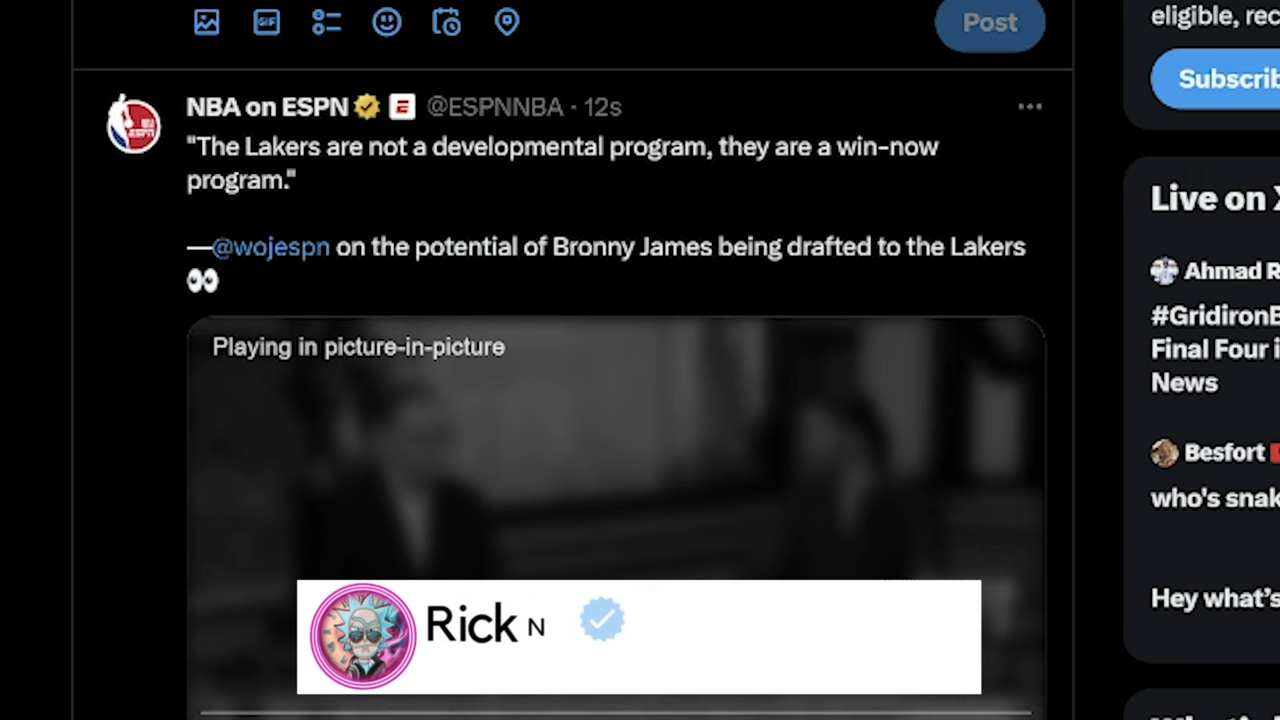 GIF
Post
NBA on ESPN @ESPNNBA · 12s
"The Lakers are not a developmental program, they are a win-now
program."
—@wojespn on the potential of Bronny James being drafted to the Lakers
👀
Playing in picture-in-picture
Rick N
eligible, rec
Subscrib
Live on X
Ahmad R
#GridironE
Final Four i
News
Besfort
who's snak
Hey what's